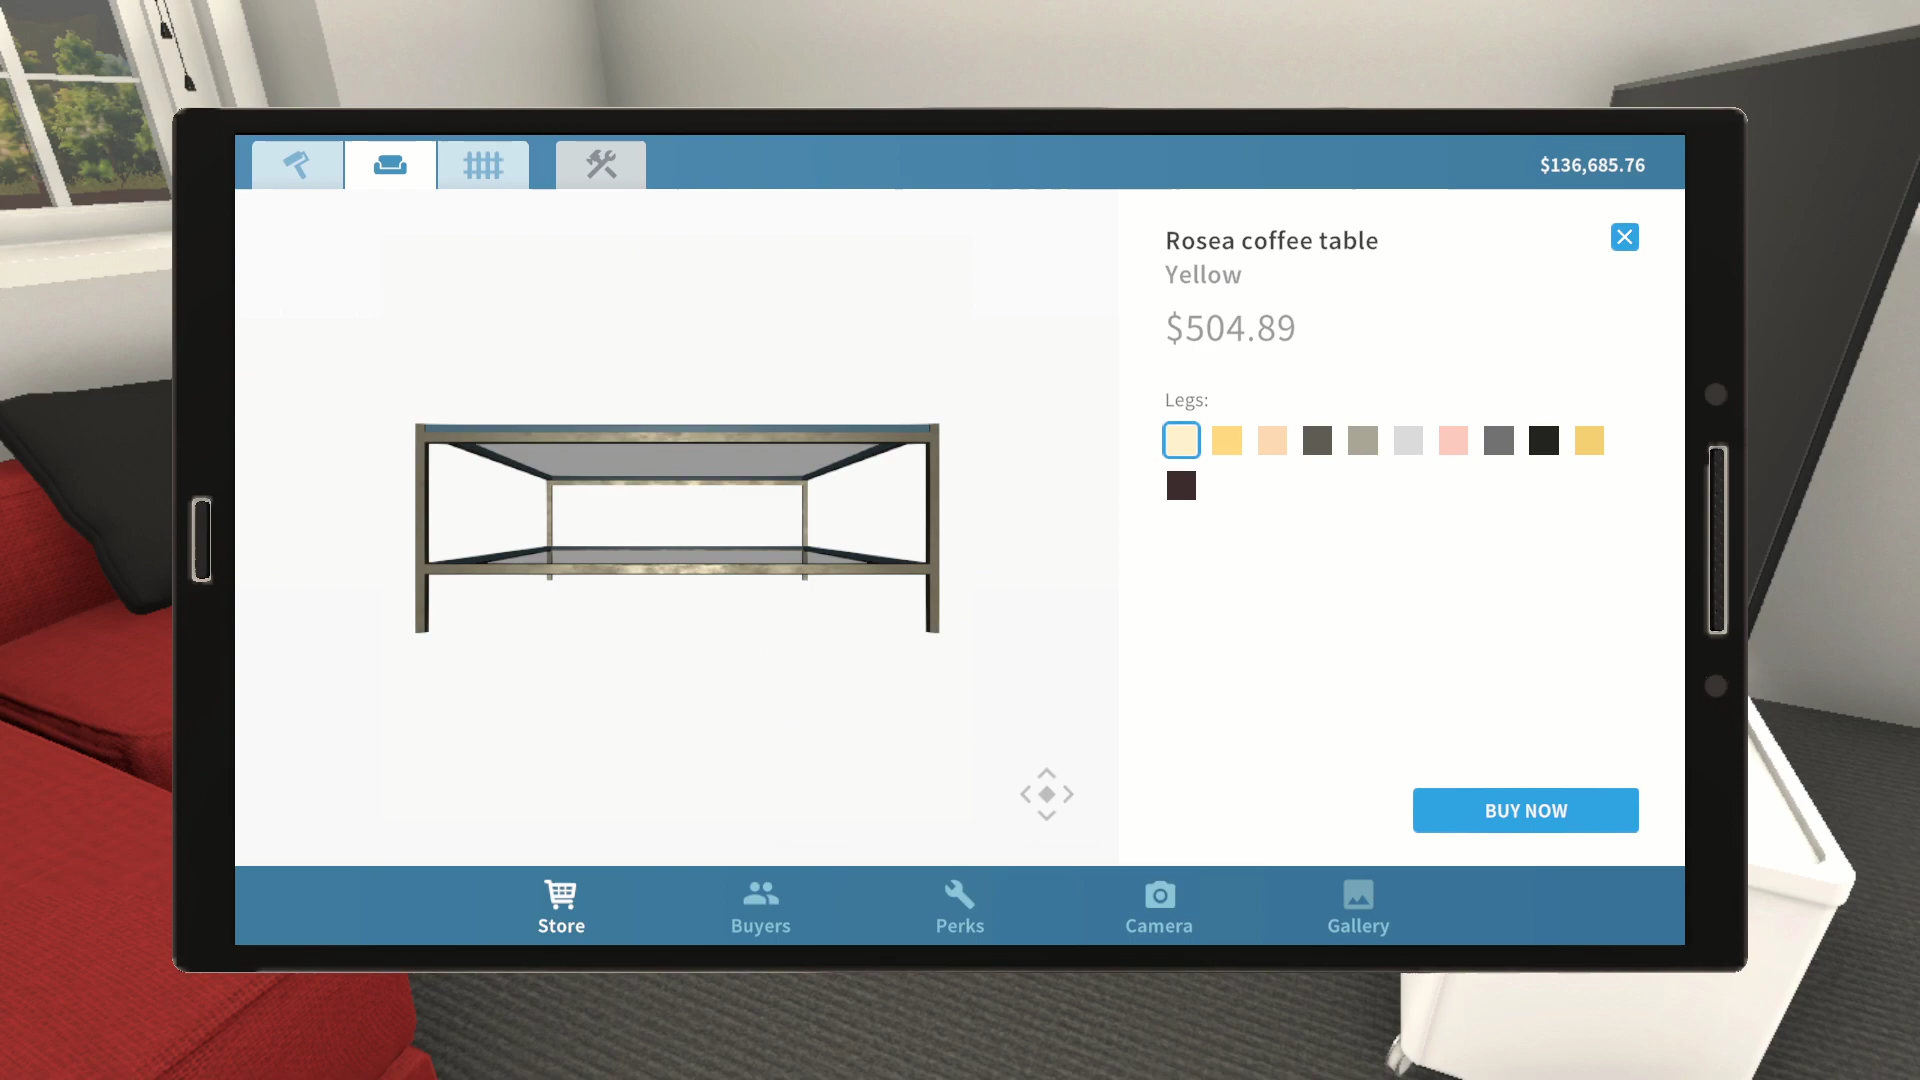 $136,685.76
Rosea coffee table
Yellow
$504.89
Legs:
BUY NOW
Store
Buyers
Perks
Camera
Gallery